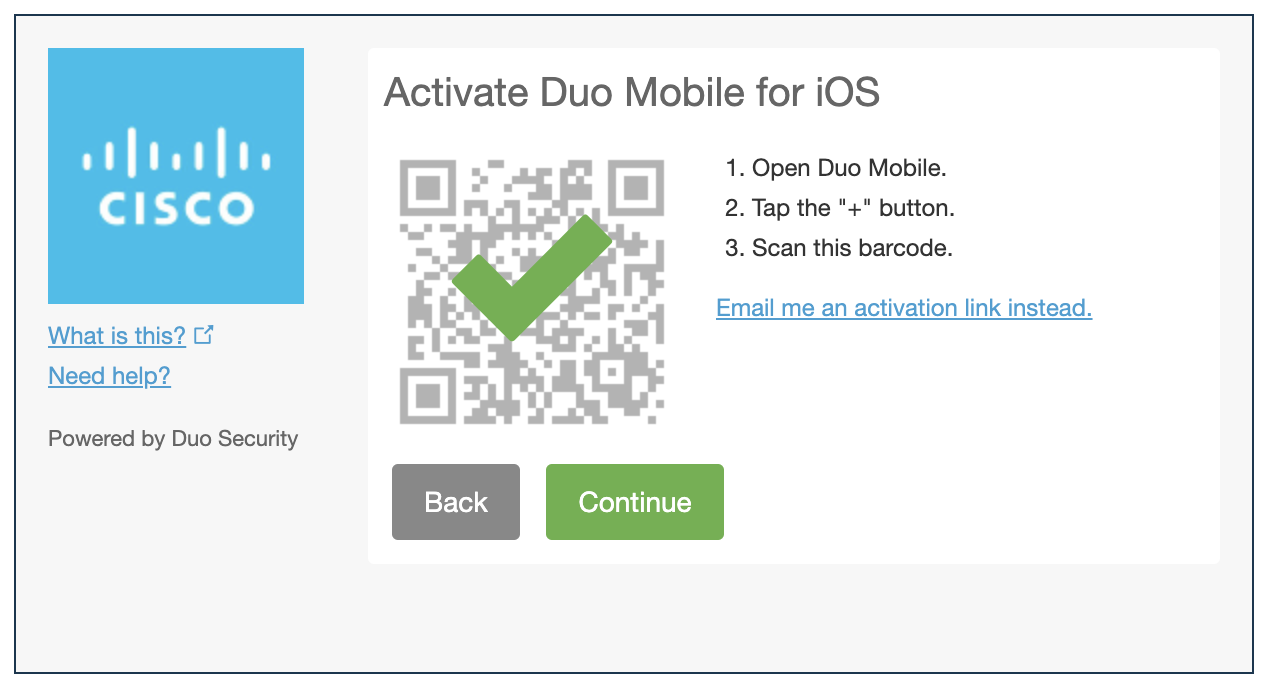 CISCO
What is this?
Need help?
Powered by Duo Security
Activate Duo Mobile for iOS
1. Open Duo Mobile.
2. Tap the "+" button.
3. Scan this barcode.
Email me an activation link instead.
Back
Continue